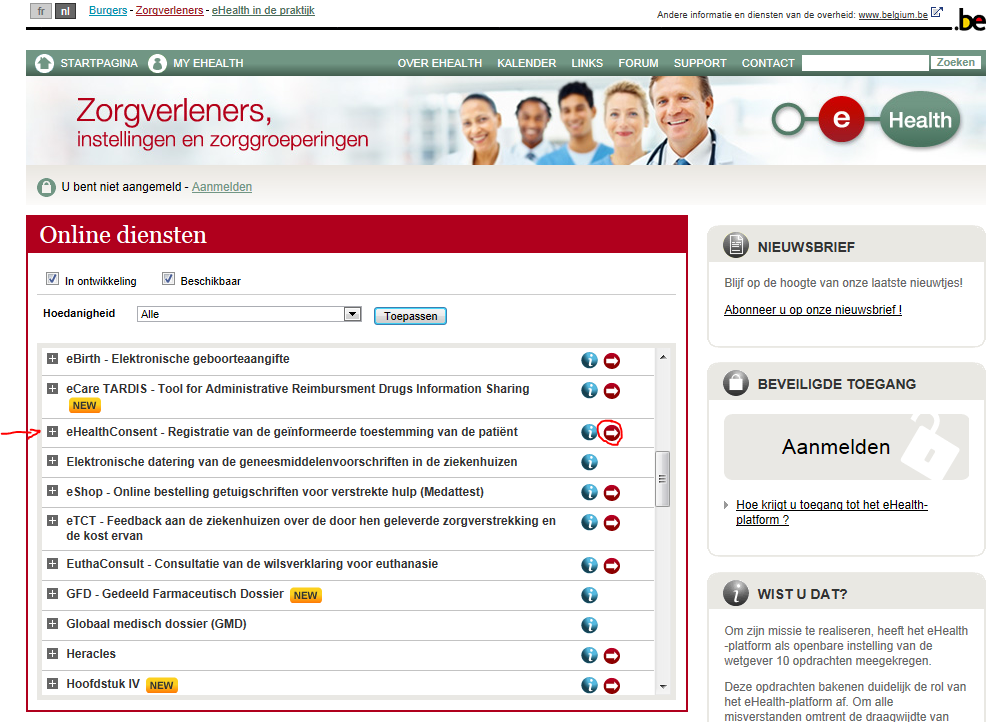 fr nl Burgers - Zorgverleners - eHealth in de praktijk
Andere informatie en diensten van de overheid: www.belgium.be
.be
STARTPAGINA MY EHEALTH OVER EHEALTH KALENDER LINKS FORUM SUPPORT CONTACT Zoeken
Zorgverleners,
instellingen en zorggroeperingen
e Health
U bent niet aangemeld - Aanmelden
Online diensten
In ontwikkeling Beschikbaar
Hoedanigheid Alle Toepassen
eBirth - Elektronische geboorteaangifte
eCare TARDIS - Tool for Administrative Reimbursment Drugs Information Sharing
NEW
eHealthConsent - Registratie van de geïnformeerde toestemming van de patiënt
Elektronische datering van de geneesmiddelenvoorschriften in de ziekenhuizen
eShop - Online bestelling getuigschriften voor verstrekte hulp (Medattest)
eTCT - Feedback aan de ziekenhuizen over de door hen geleverde zorgverstrekking en
de kost ervan
EuthaConsult - Consultatie van de wilsverklaring voor euthanasie
GFD - Gedeeld Farmaceutisch Dossier NEW
Globaal medisch dossier (GMD)
Heracles
Hoofdstuk IV NEW
NIEUWSBRIEF
Blijf op de hoogte van onze laatste nieuwtjes!
Abonneer u op onze nieuwsbrief !
BEVEILIGDE TOEGANG
Aanmelden
Hoe krijgt u toegang tot het eHealth-
platform ?
WIST U DAT?
Om zijn missie te realiseren, heeft het eHealth
-platform als openbare instelling van de
wetgever 10 opdrachten meegekregen.
Deze opdrachten bakenen duidelijk de rol van
het eHealth-platform af. Om alle
misverstanden omtrent de draagwijdte van